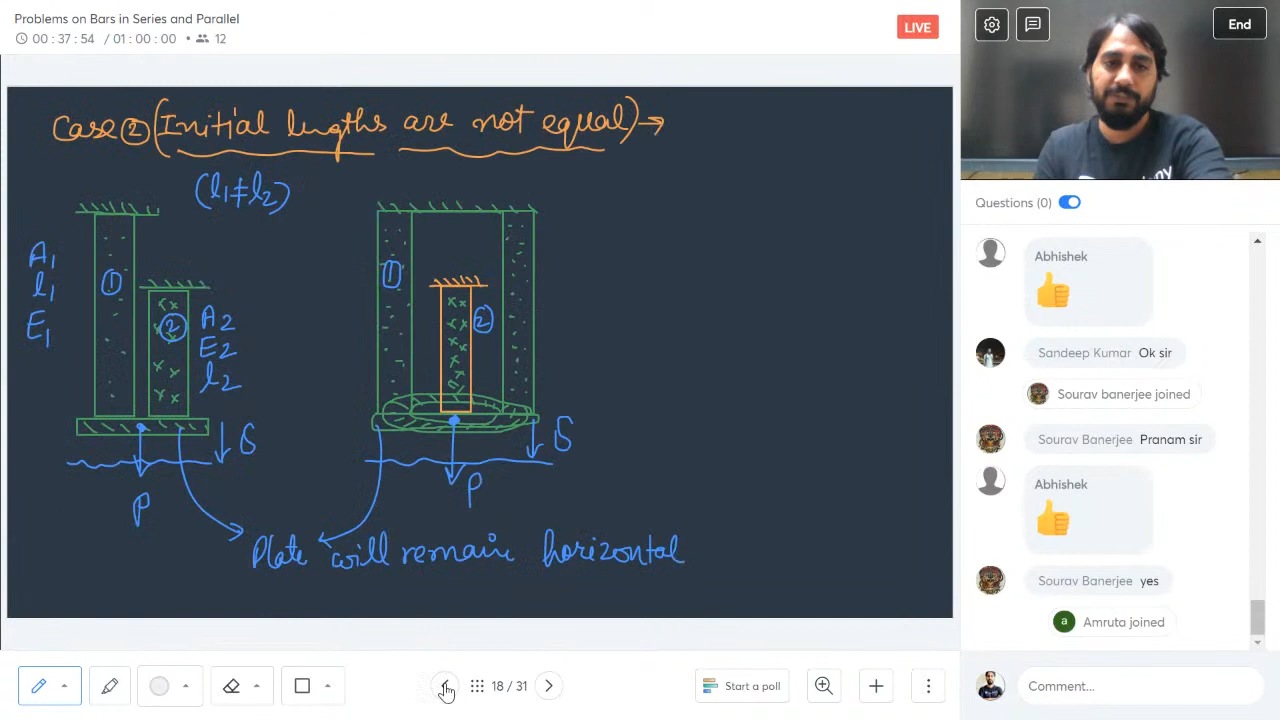 Problems on Bars in Series and Parallel
00 : 37 : 54 / 01 : 00 : 00 • 12
LIVE
End
Case ② (Initial lengths are not equal) →
(l1 ≠ l2)
A1
l1
E1
①
②
A2
E2
l2
①
②
δ
δ
P
P
Plate will remain horizontal
Questions (0)
Abhishek
Sandeep Kumar Ok sir
Sourav banerjee joined
Sourav Banerjee Pranam sir
Abhishek
Sourav Banerjee yes
a
Amruta joined
18 / 31
Start a poll
Comment...